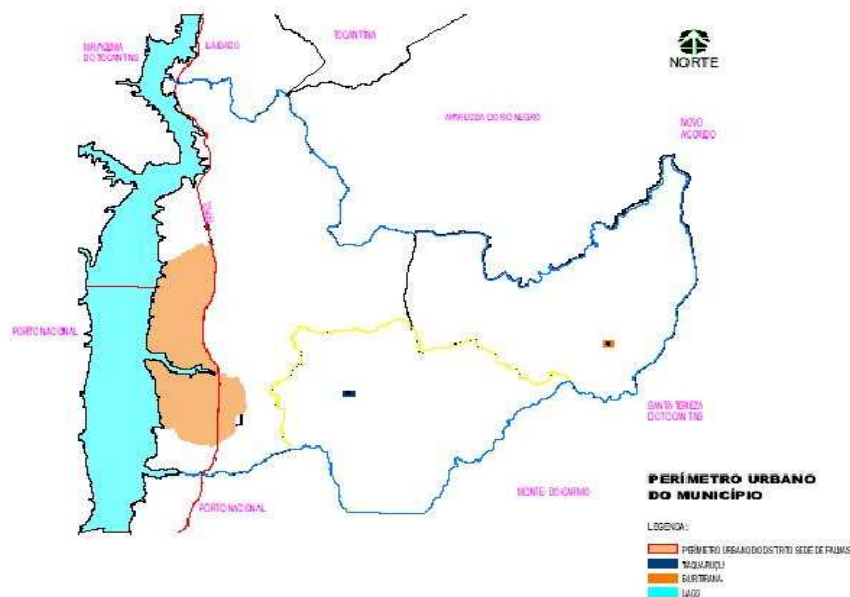 LAJEADO
TOCANTINIA
DO TOCANTINS
NORTE
APARECIDA DO RIO NEGRO
NOVO
ACORDO
PORTO NACIONAL
SANTA TEREZA
DO TOCANTINS
MONTE DO CARMO
PORTO NACIONAL
PERÍMETRO URBANO
DO MUNICÍPIO
LEGENDA:
PERÍMETRO URBANO DO DISTRITO SEDE DE PALMAS
TAQUARUÇU
BURITIRANA
LAGO